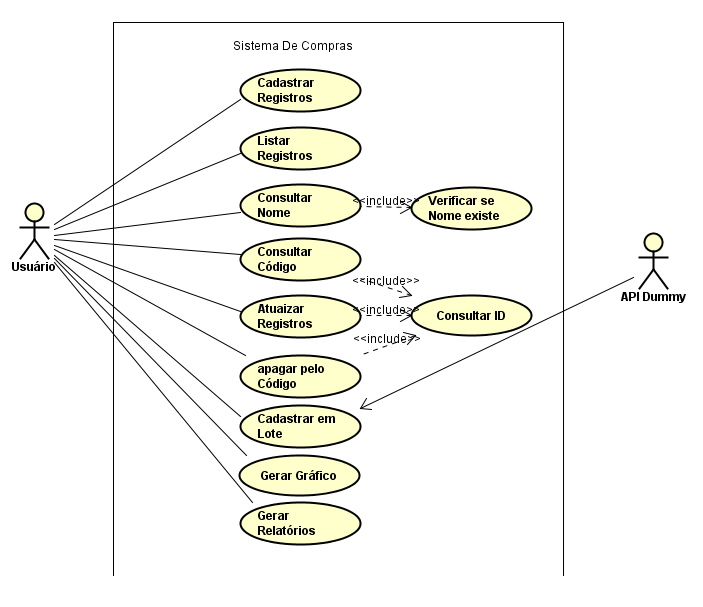 Sistema De Compras
Cadastrar
Registros
Listar
Registros
Consultar
Nome
<<include>>
Verificar se
Nome existe
Usuário
Consultar
Código
<<include>>
API Dummy
Atuaizar
Registros
<<include>>
Consultar ID
<<include>>
apagar pelo
Código
Cadastrar em
Lote
Gerar Gráfico
Gerar
Relatórios